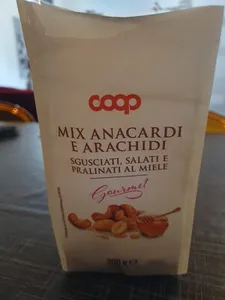 coop
MIX ANACARDI
E ARACHIDI
SGUSCIATI, SALATI E
PRALINATI AL MIELE
Gourmet